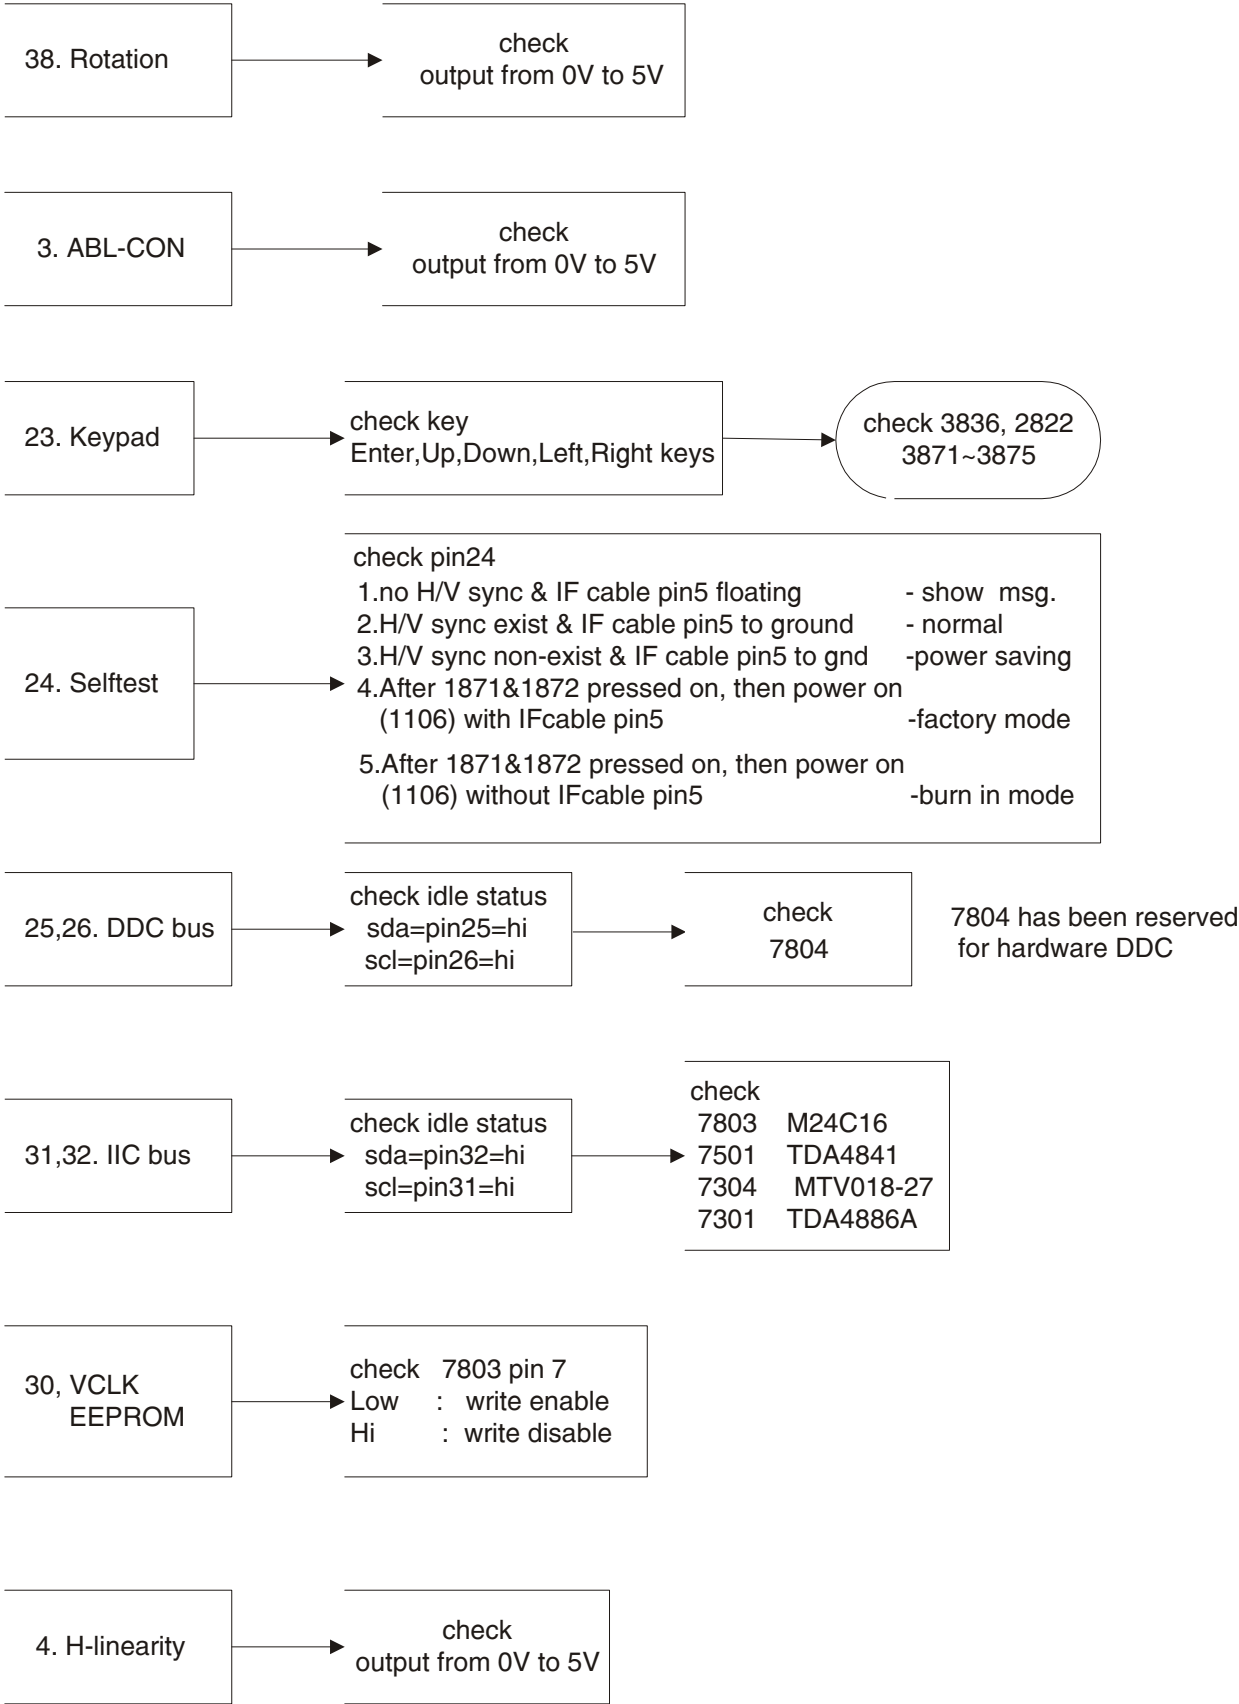 38. Rotation
check
output from 0V to 5V
3. ABL-CON
check
output from 0V to 5V
23. Keypad
check key
Enter,Up,Down,Left,Right keys
check 3836, 2822
3871~3875
24. Selftest
check pin24
1.no H/V sync & IF cable pin5 floating - show msg.
2.H/V sync exist & IF cable pin5 to ground - normal
3.H/V sync non-exist & IF cable pin5 to gnd -power saving
4.After 1871&1872 pressed on, then power on
(1106) with IFcable pin5 -factory mode
5.After 1871&1872 pressed on, then power on
(1106) without IFcable pin5 -burn in mode
25,26. DDC bus
check idle status
sda=pin25=hi
scl=pin26=hi
check
7804
7804 has been reserved
for hardware DDC
31,32. IIC bus
check idle status
sda=pin32=hi
scl=pin31=hi
check
7803 M24C16
7501 TDA4841
7304 MTV018-27
7301 TDA4886A
30, VCLK
EEPROM
check 7803 pin 7
Low : write enable
Hi : write disable
4. H-linearity
check
output from 0V to 5V